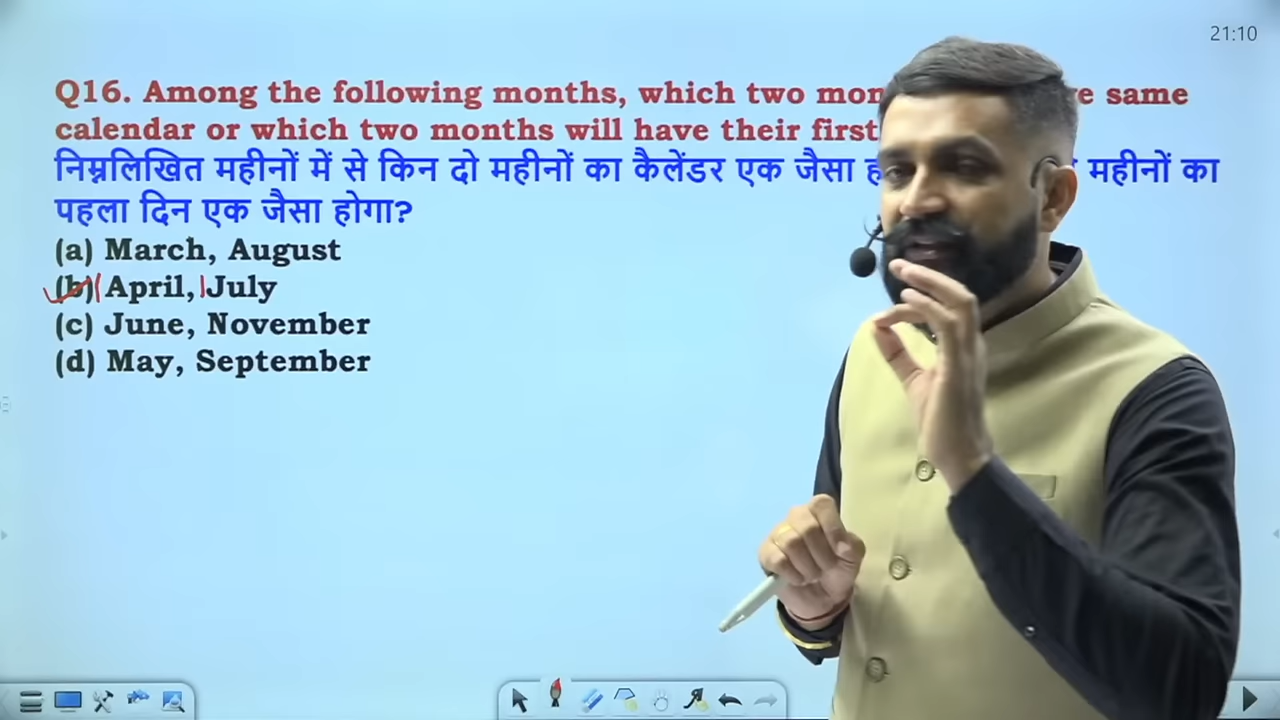 21:10
Q16. Among the following months, which two same
calendar or which two months will have their first
निम्नलिखित महीनों में से किन दो महीनों का कैलेंडर एक जैसा महीनों का
पहला दिन एक जैसा होगा?
(a) March, August
(b) April, July
(c) June, November
(d) May, September